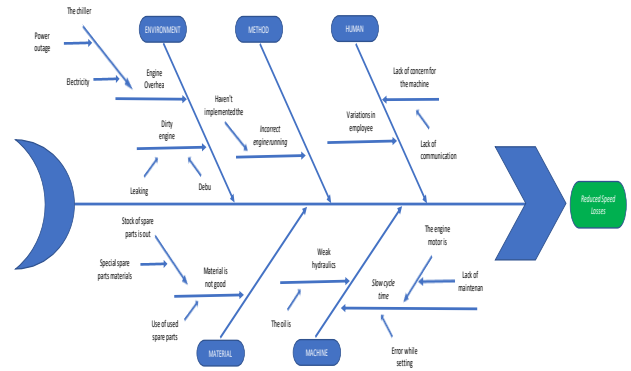 The chiller
ENVIRONMENT
METHOD
HUMAN
Power
outage
Electricity
Engine
Overhea
Lack of concern for
the machine
Haven't
implemented the
Variations in
employee
Dirty
engine
Incorrect
engine running
Lack of
communication
Leaking
Debu
Reduced Speed
Losses
Stock of spare
parts is out
The engine
motor is
Special spare
parts materials
Material is
not good
Weak
hydraulics
Slow cycle
time
Lack of
maintenan
Use of used
spare parts
The oil is
MATERIAL
MACHINE
Error while
setting